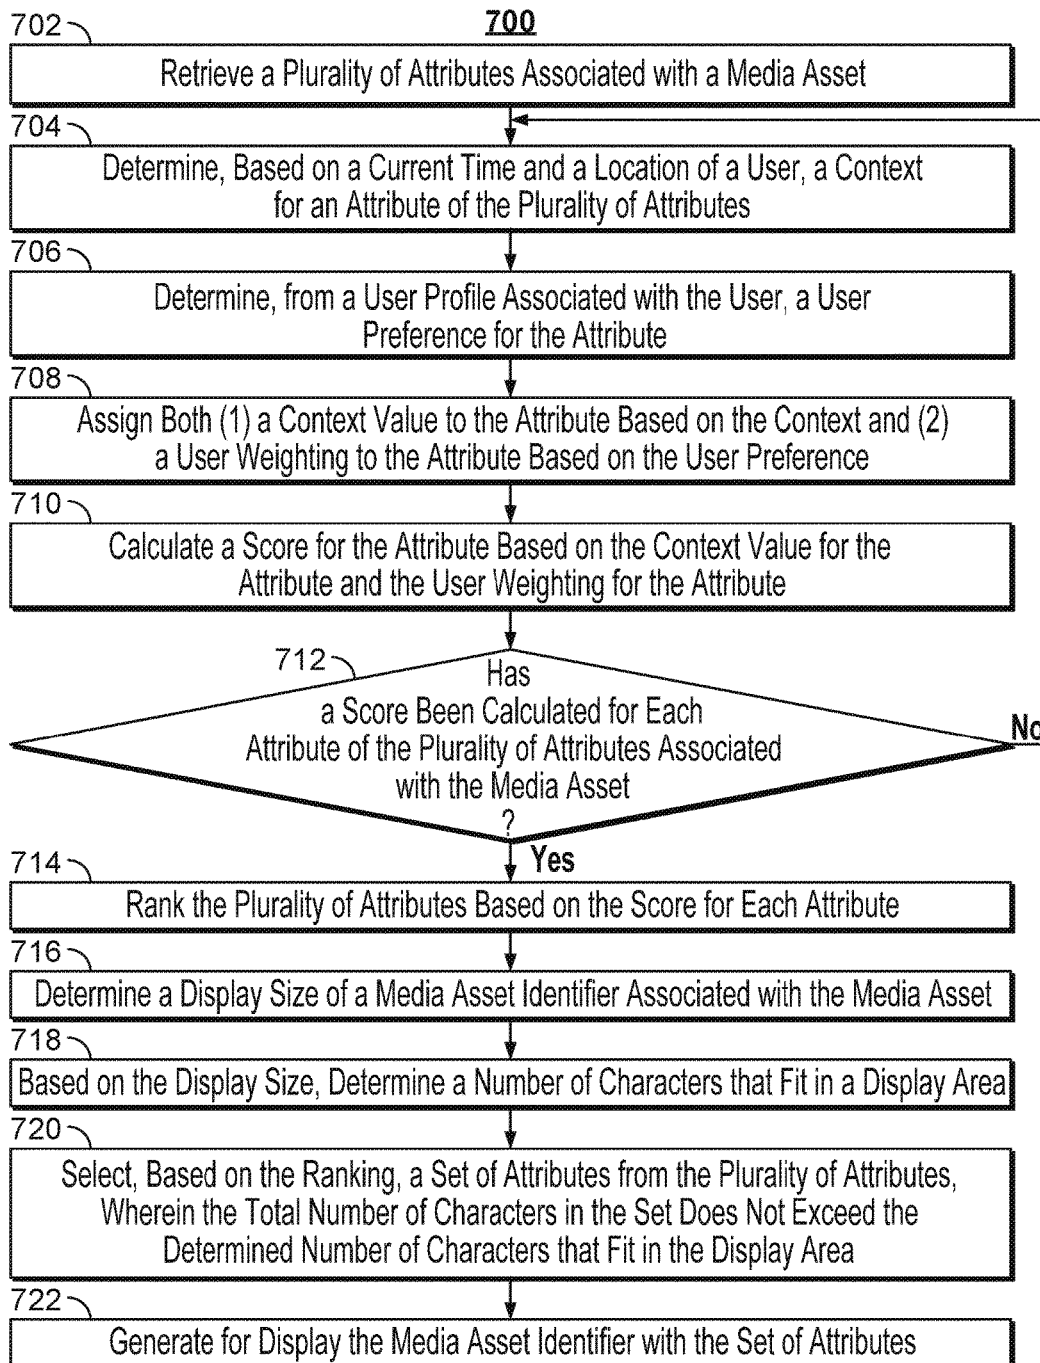 700
702
Retrieve a Plurality of Attributes Associated with a Media Asset
704
Determine, Based on a Current Time and a Location of a User, a Context
for an Attribute of the Plurality of Attributes
706
Determine, from a User Profile Associated with the User, a User
Preference for the Attribute
708
Assign Both (1) a Context Value to the Attribute Based on the Context and (2)
a User Weighting to the Attribute Based on the User Preference
710
Calculate a Score for the Attribute Based on the Context Value for the
Attribute and the User Weighting for the Attribute
712
Has
a Score Been Calculated for Each
Attribute of the Plurality of Attributes Associated
with the Media Asset
?
No
Yes
714
Rank the Plurality of Attributes Based on the Score for Each Attribute
716
Determine a Display Size of a Media Asset Identifier Associated with the Media Asset
718
Based on the Display Size, Determine a Number of Characters that Fit in a Display Area
720
Select, Based on the Ranking, a Set of Attributes from the Plurality of Attributes,
Wherein the Total Number of Characters in the Set Does Not Exceed the
Determined Number of Characters that Fit in the Display Area
722
Generate for Display the Media Asset Identifier with the Set of Attributes